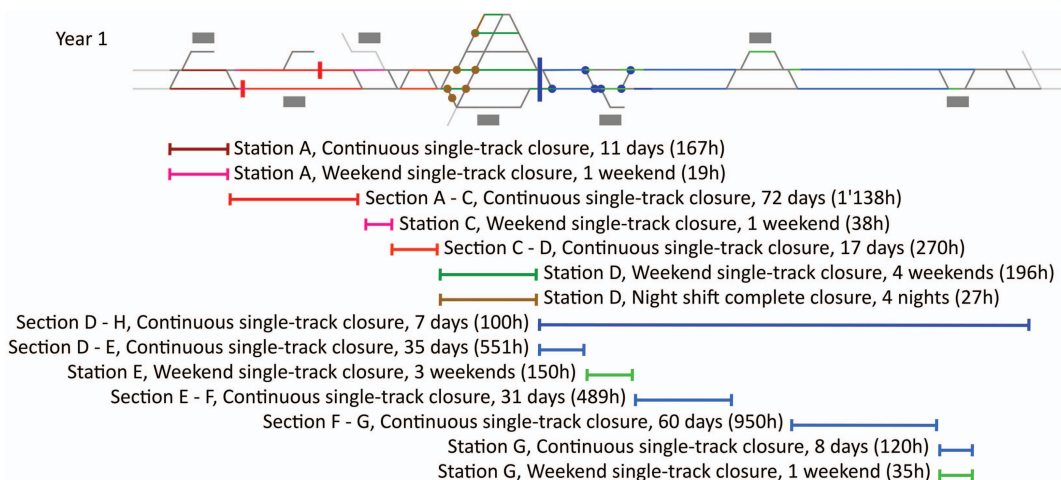 Year 1
Station A, Continuous single-track closure, 11 days (167h)
Station A, Weekend single-track closure, 1 weekend (19h)
Section A - C, Continuous single-track closure, 72 days (1'138h)
Station C, Weekend single-track closure, 1 weekend (38h)
Section C - D, Continuous single-track closure, 17 days (270h)
Station D, Weekend single-track closure, 4 weekends (196h)
Station D, Night shift complete closure, 4 nights (27h)
Section D - H, Continuous single-track closure, 7 days (100h)
Section D - E, Continuous single-track closure, 35 days (551h)
Station E, Weekend single-track closure, 3 weekends (150h)
Section E - F, Continuous single-track closure, 31 days (489h)
Section F - G, Continuous single-track closure, 60 days (950h)
Station G, Continuous single-track closure, 8 days (120h)
Station G, Weekend single-track closure, 1 weekend (35h)